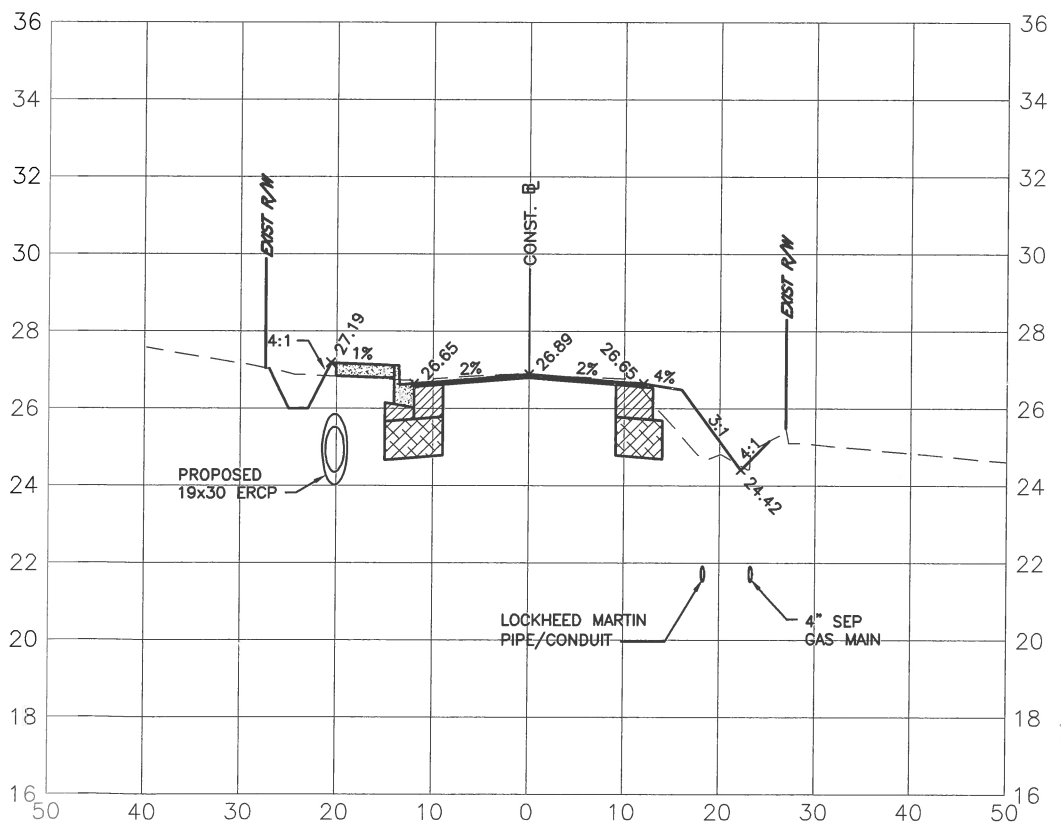 36 36
34 34
32 32
EXIST R/W
CONST. BL
30 30
EXIST R/W
28 28
4:1
27.19
1%
26.65
2%
26.89
2%
26.65
4%
26 26
3:1
4:1
PROPOSED
19x30 ERCP
24 24
24.42
22 22
LOCKHEED MARTIN
PIPE/CONDUIT
4" SEP
GAS MAIN
20 20
18 18
16 16
50 40 30 20 10 0 10 20 30 40 50